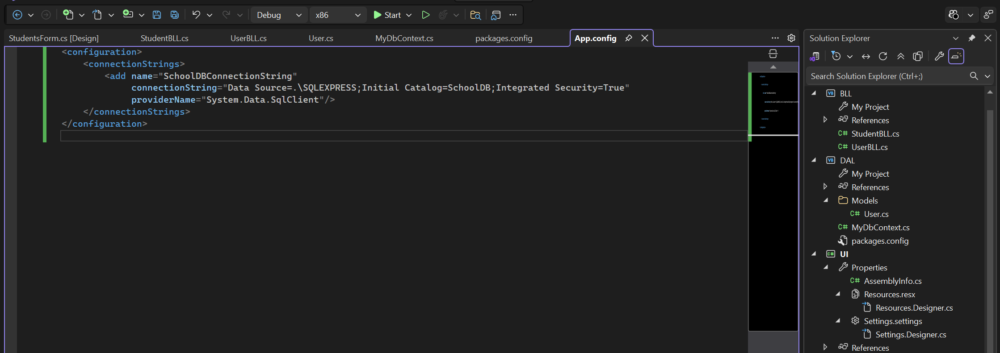 Debug
x86
Start
StudentsForm.cs [Design]
StudentBLL.cs
UserBLL.cs
User.cs
MyDbContext.cs
packages.config
App.config
<configuration>
    <connectionStrings>
        <add name="SchoolDBConnectionString"
             connectionString="Data Source=.\SQLEXPRESS;Initial Catalog=SchoolDB;Integrated Security=True"
             providerName="System.Data.SqlClient"/>
    </connectionStrings>
</configuration>
Solution Explorer
Search Solution Explorer (Ctrl+;)
VB BLL
My Project
References
C# StudentBLL.cs
C# UserBLL.cs
VB DAL
My Project
References
Models
C# User.cs
C# MyDbContext.cs
packages.config
C# UI
Properties
C# AssemblyInfo.cs
Resources.resx
Resources.Designer.cs
Settings.settings
Settings.Designer.cs
References